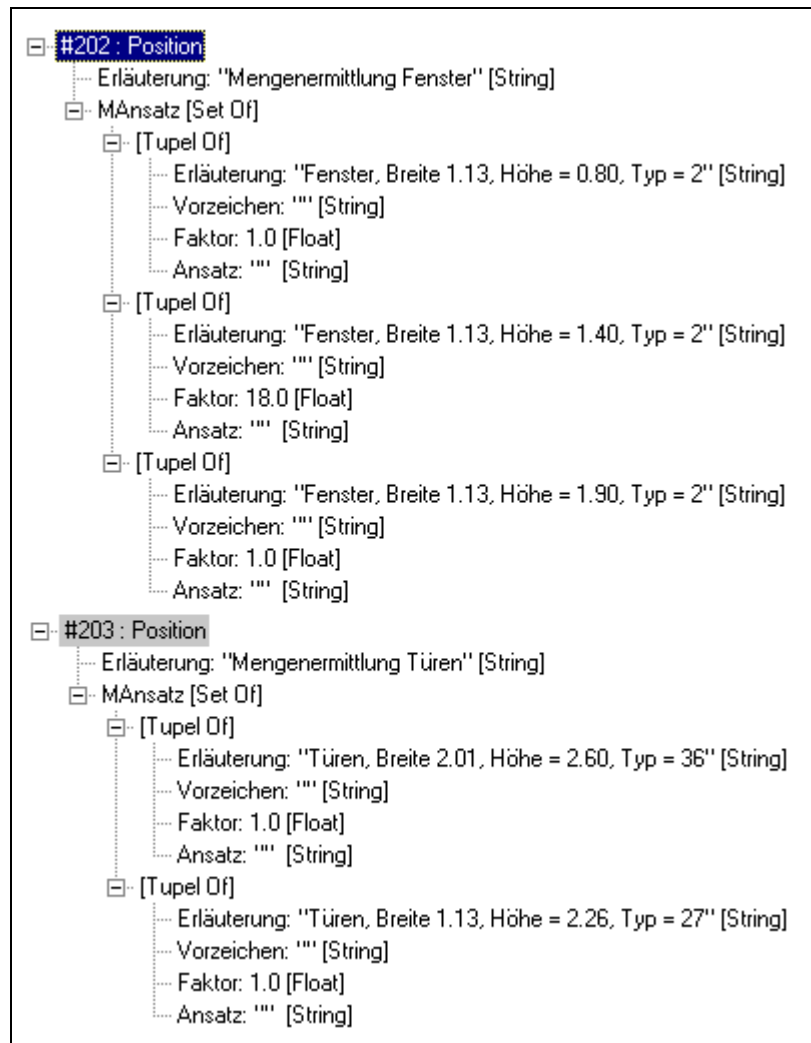 #202 : Position
Erläuterung: "Mengenermittlung Fenster" [String]
MAnsatz [Set Of]
[Tupel Of]
Erläuterung: "Fenster, Breite 1.13, Höhe = 0.80, Typ = 2" [String]
Vorzeichen: "" [String]
Faktor: 1.0 [Float]
Ansatz: "" [String]
[Tupel Of]
Erläuterung: "Fenster, Breite 1.13, Höhe = 1.40, Typ = 2" [String]
Vorzeichen: "" [String]
Faktor: 18.0 [Float]
Ansatz: "" [String]
[Tupel Of]
Erläuterung: "Fenster, Breite 1.13, Höhe = 1.90, Typ = 2" [String]
Vorzeichen: "" [String]
Faktor: 1.0 [Float]
Ansatz: "" [String]
#203 : Position
Erläuterung: "Mengenermittlung Türen" [String]
MAnsatz [Set Of]
[Tupel Of]
Erläuterung: "Türen, Breite 2.01, Höhe = 2.60, Typ = 36" [String]
Vorzeichen: "" [String]
Faktor: 1.0 [Float]
Ansatz: "" [String]
[Tupel Of]
Erläuterung: "Türen, Breite 1.13, Höhe = 2.26, Typ = 27" [String]
Vorzeichen: "" [String]
Faktor: 1.0 [Float]
Ansatz: "" [String]